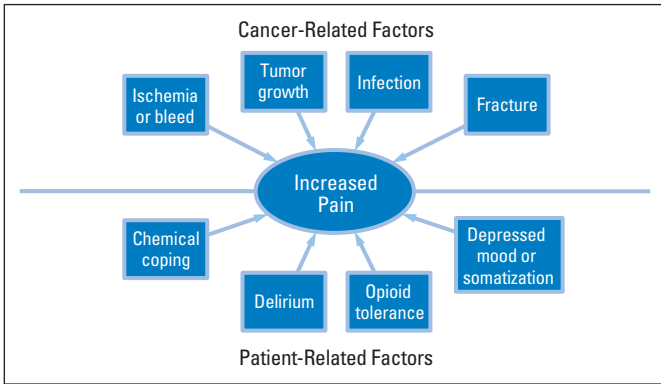 Cancer-Related Factors
Ischemia
or bleed
Tumor
growth
Infection
Fracture
Increased
Pain
Chemical
coping
Delirium
Opioid
tolerance
Depressed
mood or
somatization
Patient-Related Factors